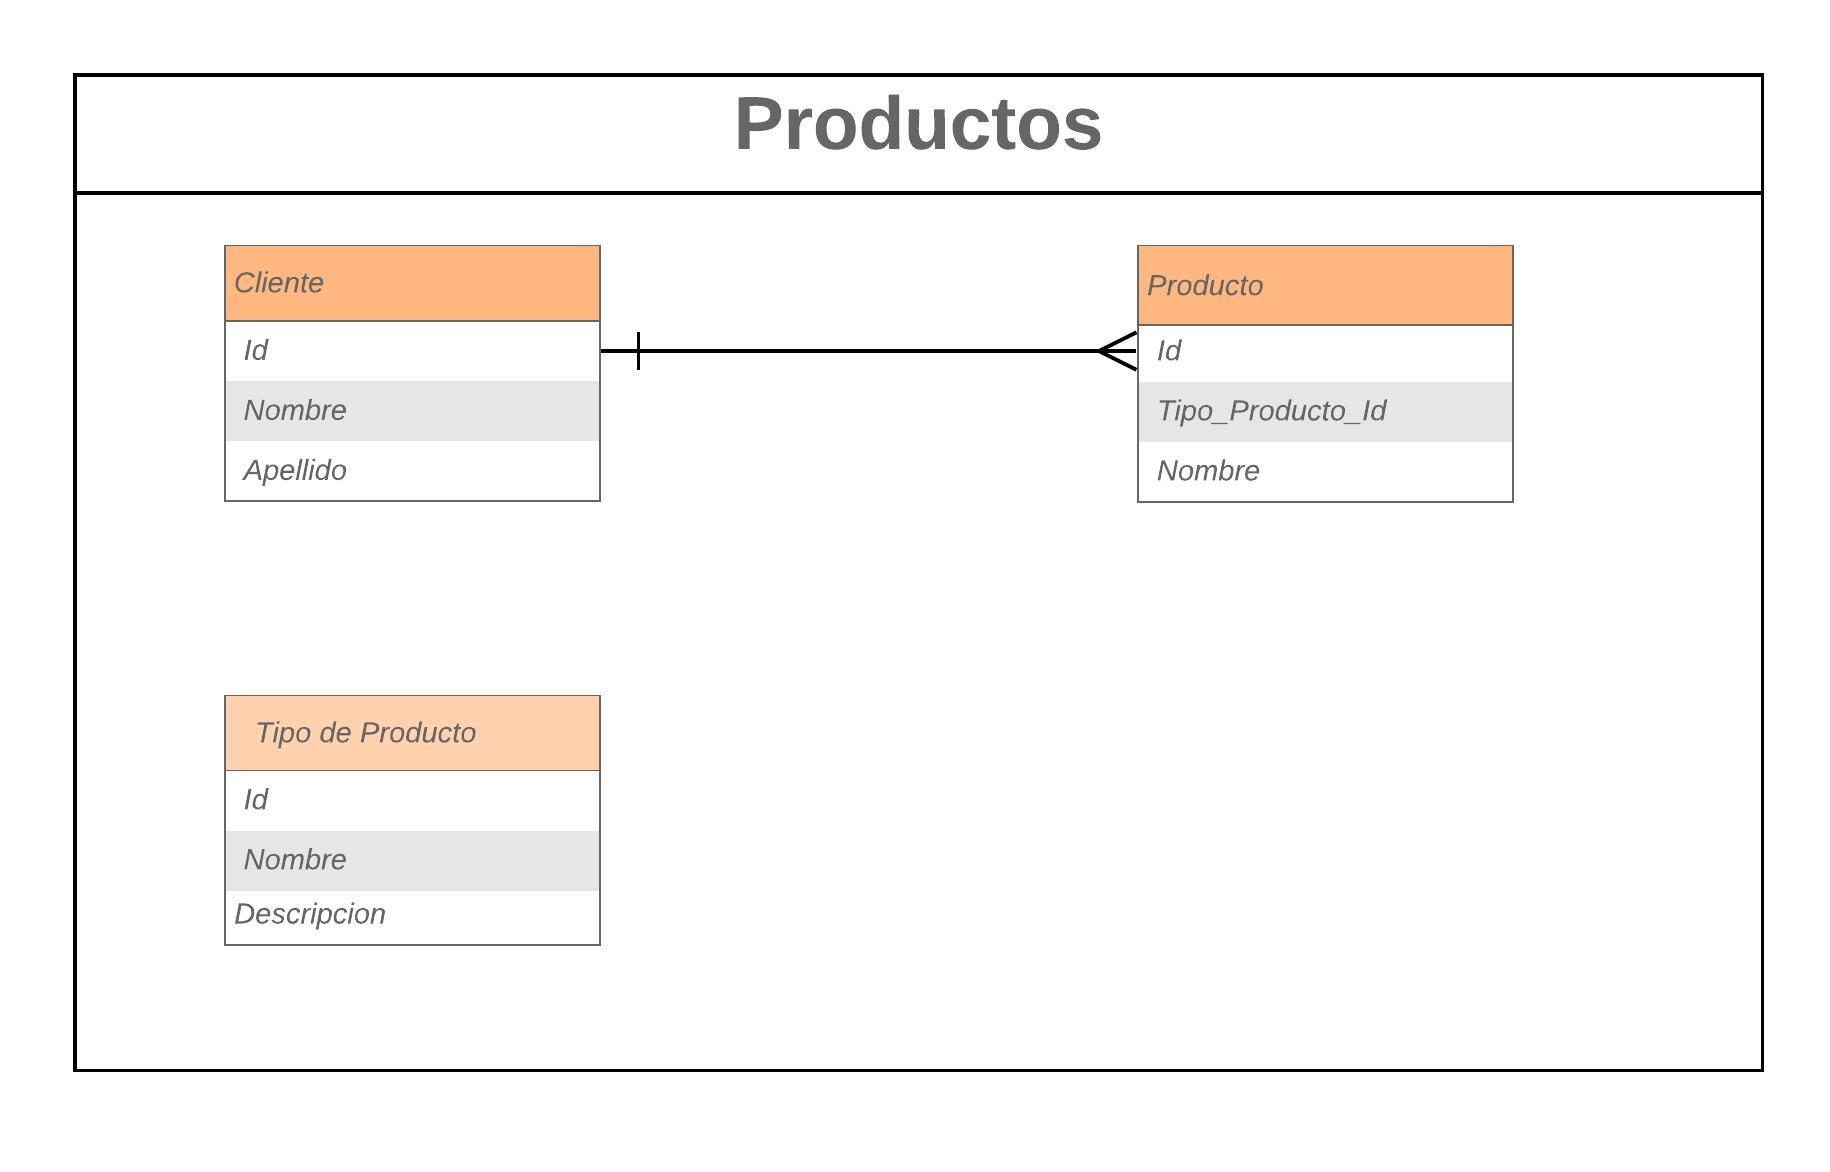 Productos
Cliente
Id
Nombre
Apellido
Producto
Id
Tipo_Producto_Id
Nombre
Tipo de Producto
Id
Nombre
Descripcion